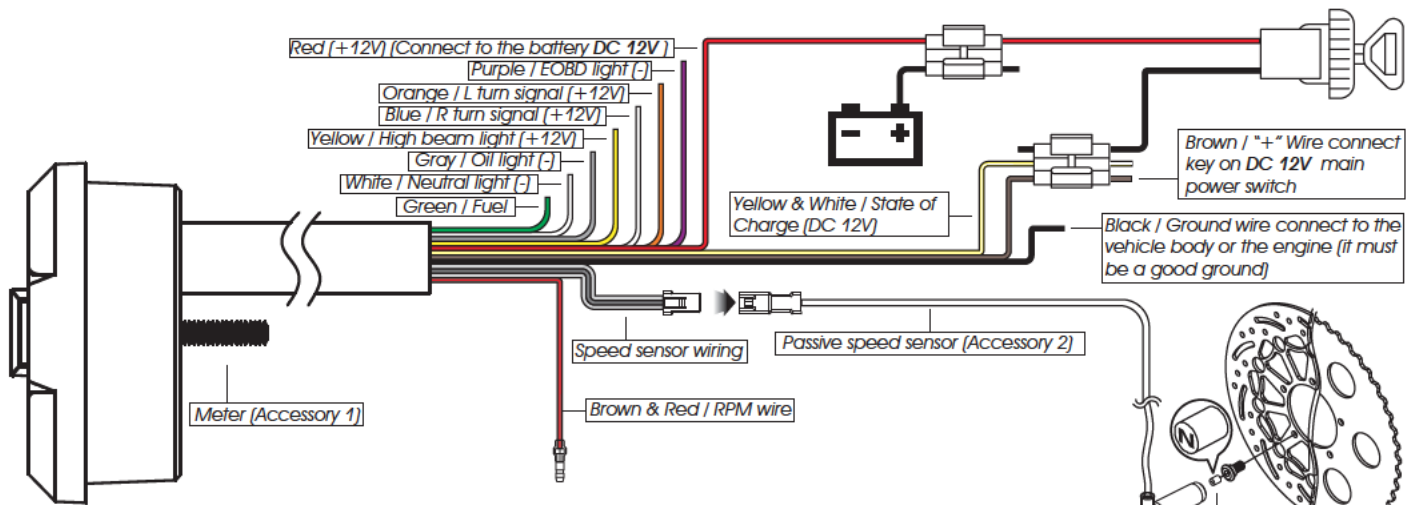 Red (+12V) (Connect to the battery DC 12V )
Purple / EOBD light (-)
Orange / L turn signal (+12V)
Blue / R turn signal (+12V)
Yellow / High beam light (+12V)
Gray / Oil light (-)
White / Neutral light (-)
Green / Fuel
- +
Brown / "+" Wire connect
key on DC 12V main
power switch
Yellow & White / State of
Charge (DC 12V)
Black / Ground wire connect to the
vehicle body or the engine (it must
be a good ground)
Speed sensor wiring
Passive speed sensor (Accessory 2)
Meter (Accessory 1)
Brown & Red / RPM wire
N